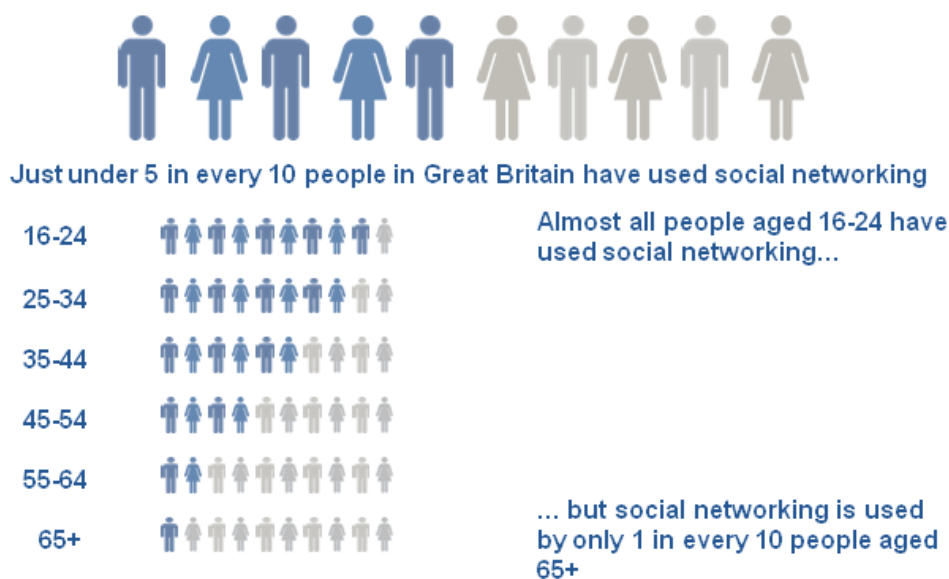 Just under 5 in every 10 people in Great Britain have used social networking
16-24
Almost all people aged 16-24 have
used social networking...
25-34
35-44
45-54
55-64
65+
... but social networking is used
by only 1 in every 10 people aged
65+